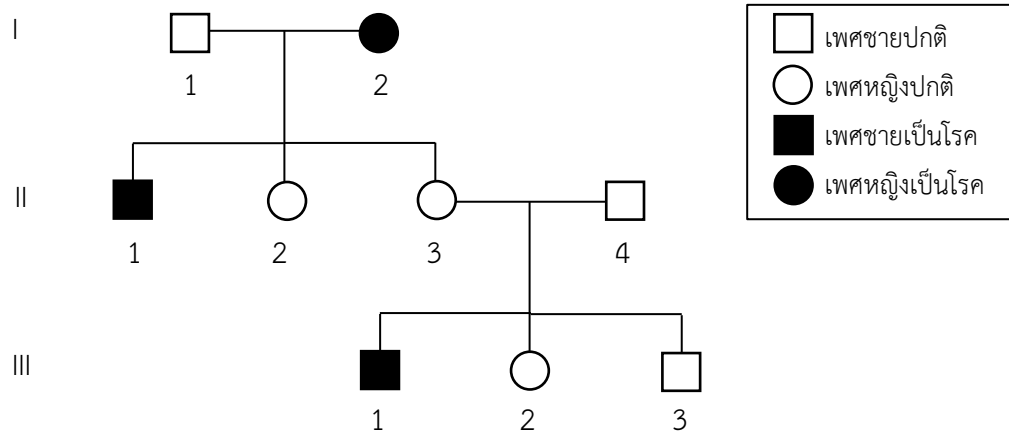 I
เพศชายปกติ
1 2
เพศหญิงปกติ
เพศชายเป็นโรค
เพศหญิงเป็นโรค
II
1 2 3 4
III
1 2 3